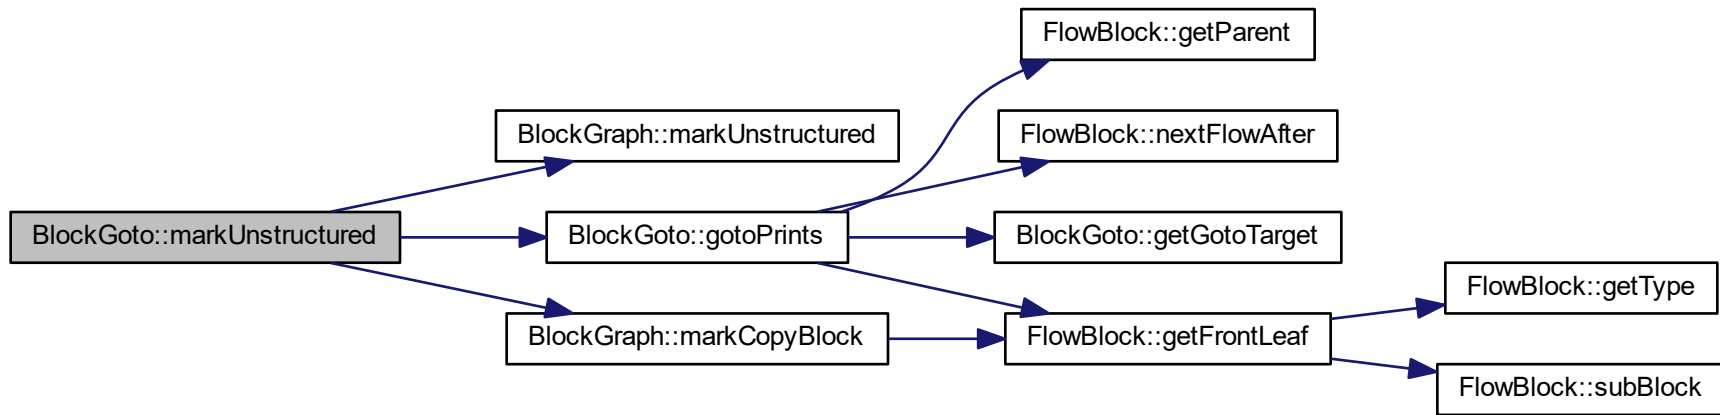 FlowBlock::getParent
BlockGraph::markUnstructured
FlowBlock::nextFlowAfter
BlockGoto::markUnstructured
BlockGoto::gotoPrints
BlockGoto::getGotoTarget
FlowBlock::getType
BlockGraph::markCopyBlock
FlowBlock::getFrontLeaf
FlowBlock::subBlock